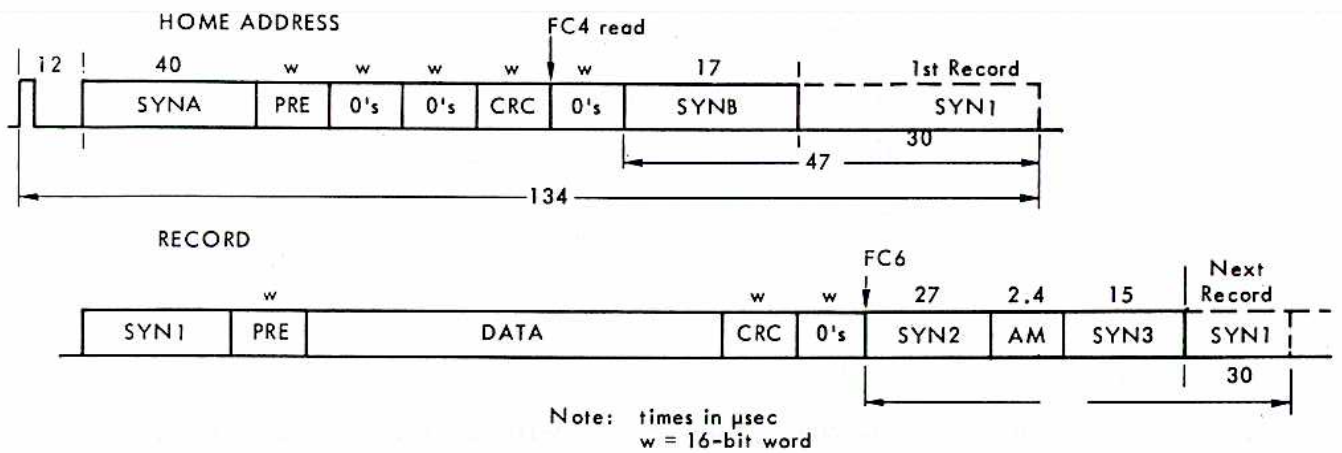 HOME ADDRESS
FC4 read
12 40 w w w w w 17 1st Record
SYNA PRE 0's 0's CRC 0's SYNB SYN1
30
47
134
RECORD
FC6
Next
w w w 27 2.4 15 Record
SYN1 PRE DATA CRC 0's SYN2 AM SYN3 SYN1
30
Note: times in µsec
w = 16-bit word